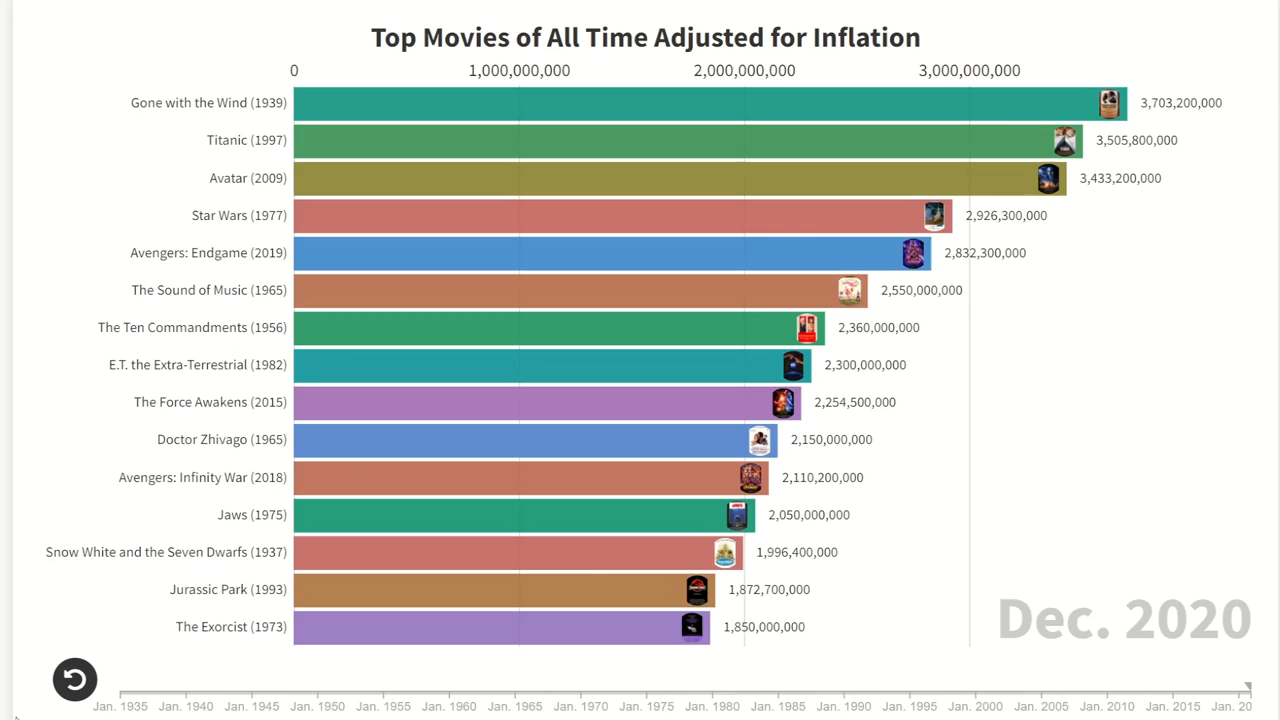 Top Movies of All Time Adjusted for Inflation
0 1,000,000,000 2,000,000,000 3,000,000,000
Gone with the Wind (1939) 3,703,200,000
Titanic (1997) 3,505,800,000
Avatar (2009) 3,433,200,000
Star Wars (1977) 2,926,300,000
Avengers: Endgame (2019) 2,832,300,000
The Sound of Music (1965) 2,550,000,000
The Ten Commandments (1956) 2,360,000,000
E.T. the Extra-Terrestrial (1982) 2,300,000,000
The Force Awakens (2015) 2,254,500,000
Doctor Zhivago (1965) 2,150,000,000
Avengers: Infinity War (2018) 2,110,200,000
Jaws (1975) 2,050,000,000
Snow White and the Seven Dwarfs (1937) 1,996,400,000
Jurassic Park (1993) 1,872,700,000
The Exorcist (1973) 1,850,000,000
Dec. 2020
Jan. 1935 Jan. 1940 Jan. 1945 Jan. 1950 Jan. 1955 Jan. 1960 Jan. 1965 Jan. 1970 Jan. 1975 Jan. 1980 Jan. 1985 Jan. 1990 Jan. 1995 Jan. 2000 Jan. 2005 Jan. 2010 Jan. 2015 Jan. 20